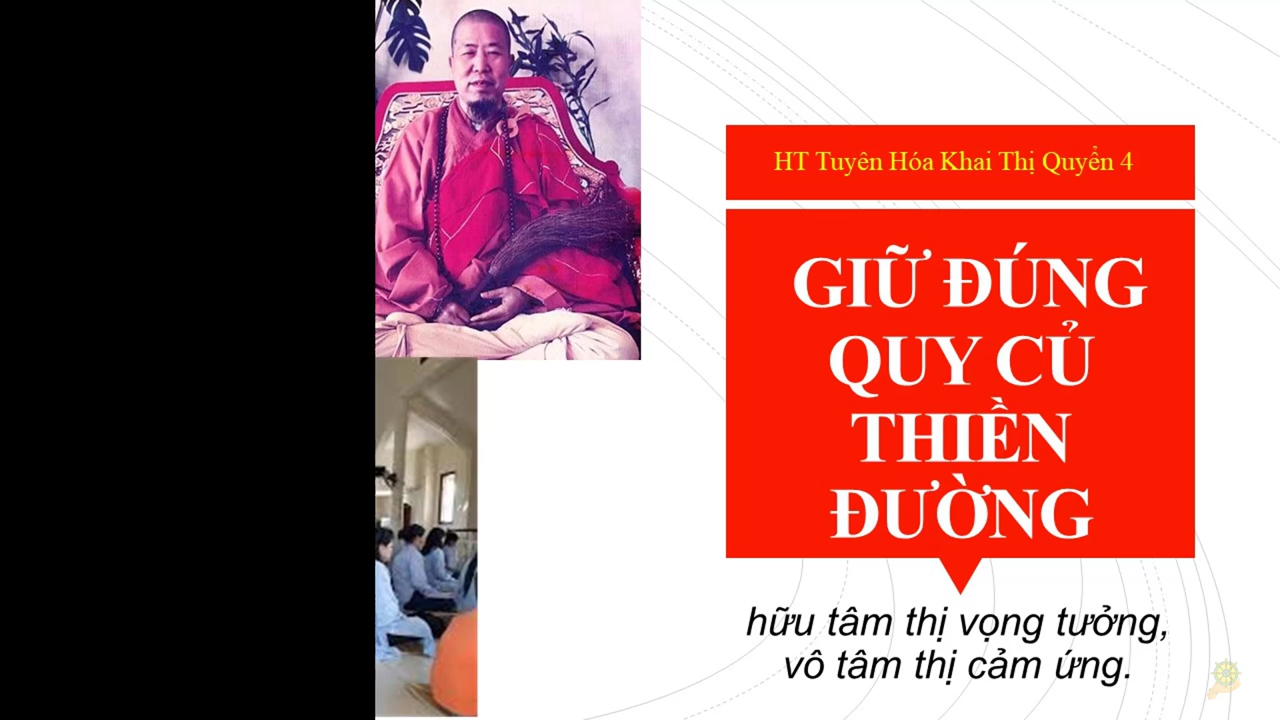 HT Tuyên Hóa Khai Thị Quyển 4
GIỮ ĐÚNG
QUY CỦ
THIỀN
ĐƯỜNG
hữu tâm thị vọng tưởng,
vô tâm thị cảm ứng.